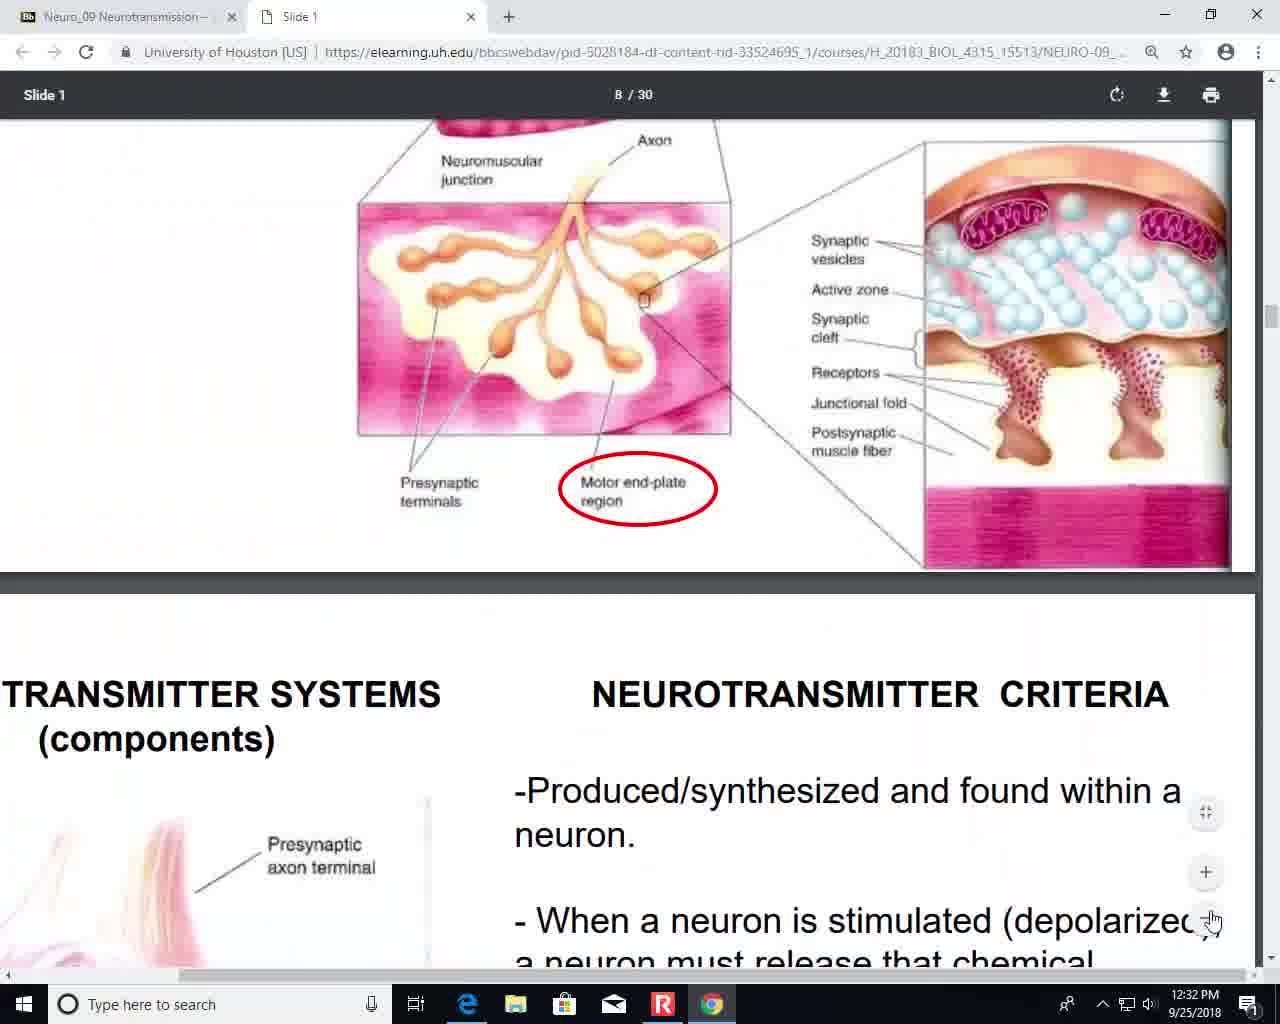 Neuro_09 Neurotransmission –
Slide 1
University of Houston [US]
https://elearning.uh.edu/bbcswebdav/pid-5028184-dt-content-rid-33524695_1/courses/H_20183_BIOL_4315_15513/NEURO-09_...
Slide 1
8 / 30
Axon
Neuromuscular
junction
Synaptic
vesicles
Active zone
Synaptic
cleft
Receptors
Junctional fold
Postsynaptic
muscle fiber
Presynaptic
terminals
Motor end-plate
region
TRANSMITTER SYSTEMS
(components)
NEUROTRANSMITTER CRITERIA
-Produced/synthesized and found within a
neuron.
Presynaptic
axon terminal
- When a neuron is stimulated (depolarized)
a neuron must release that chemical
Type here to search
12:32 PM
9/25/2018
1